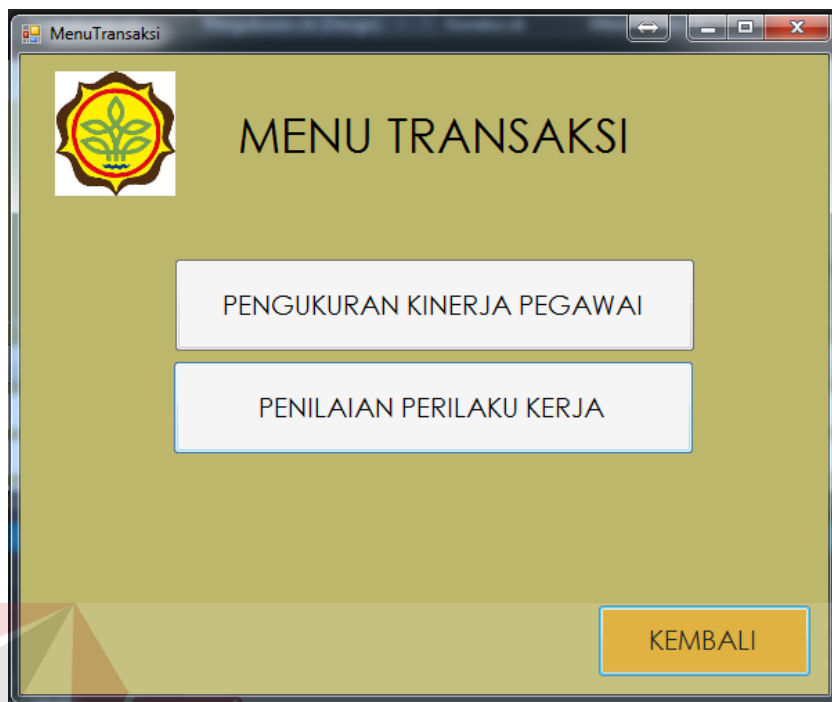 MenuTransaksi
MENU TRANSAKSI
PENGUKURAN KINERJA PEGAWAI
PENILAIAN PERILAKU KERJA
KEMBALI